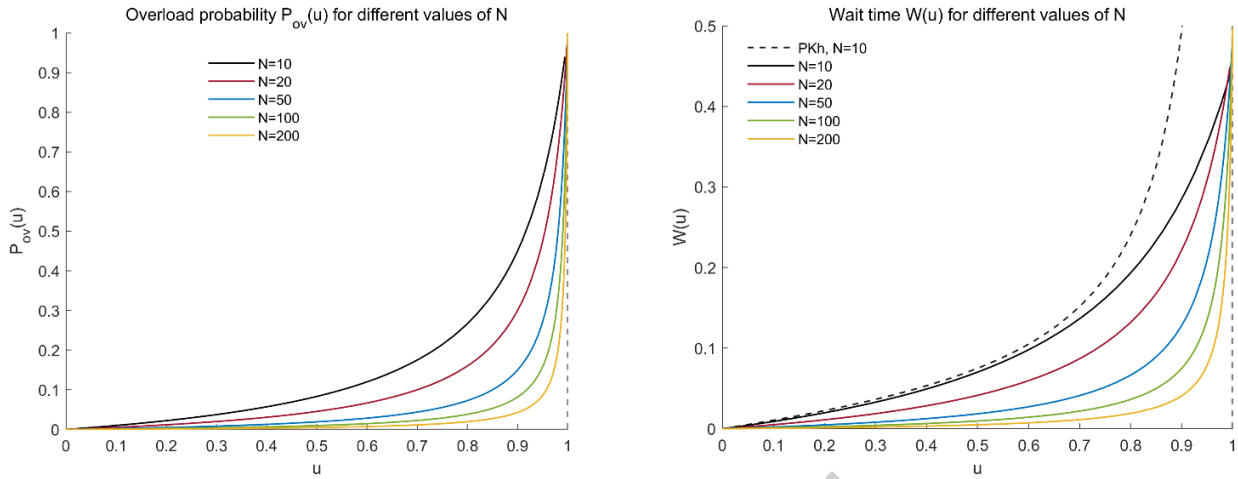 Overload probability P_ov(u) for different values of N
1
0.9
0.8
0.7
0.6
0.5
0.4
0.3
0.2
0.1
0
P_ov(u)
N=10
N=20
N=50
N=100
N=200
0 0.1 0.2 0.3 0.4 0.5 0.6 0.7 0.8 0.9 1
u
Wait time W(u) for different values of N
0.5
0.4
0.3
0.2
0.1
0
W(u)
PKh, N=10
N=10
N=20
N=50
N=100
N=200
0 0.1 0.2 0.3 0.4 0.5 0.6 0.7 0.8 0.9 1
u